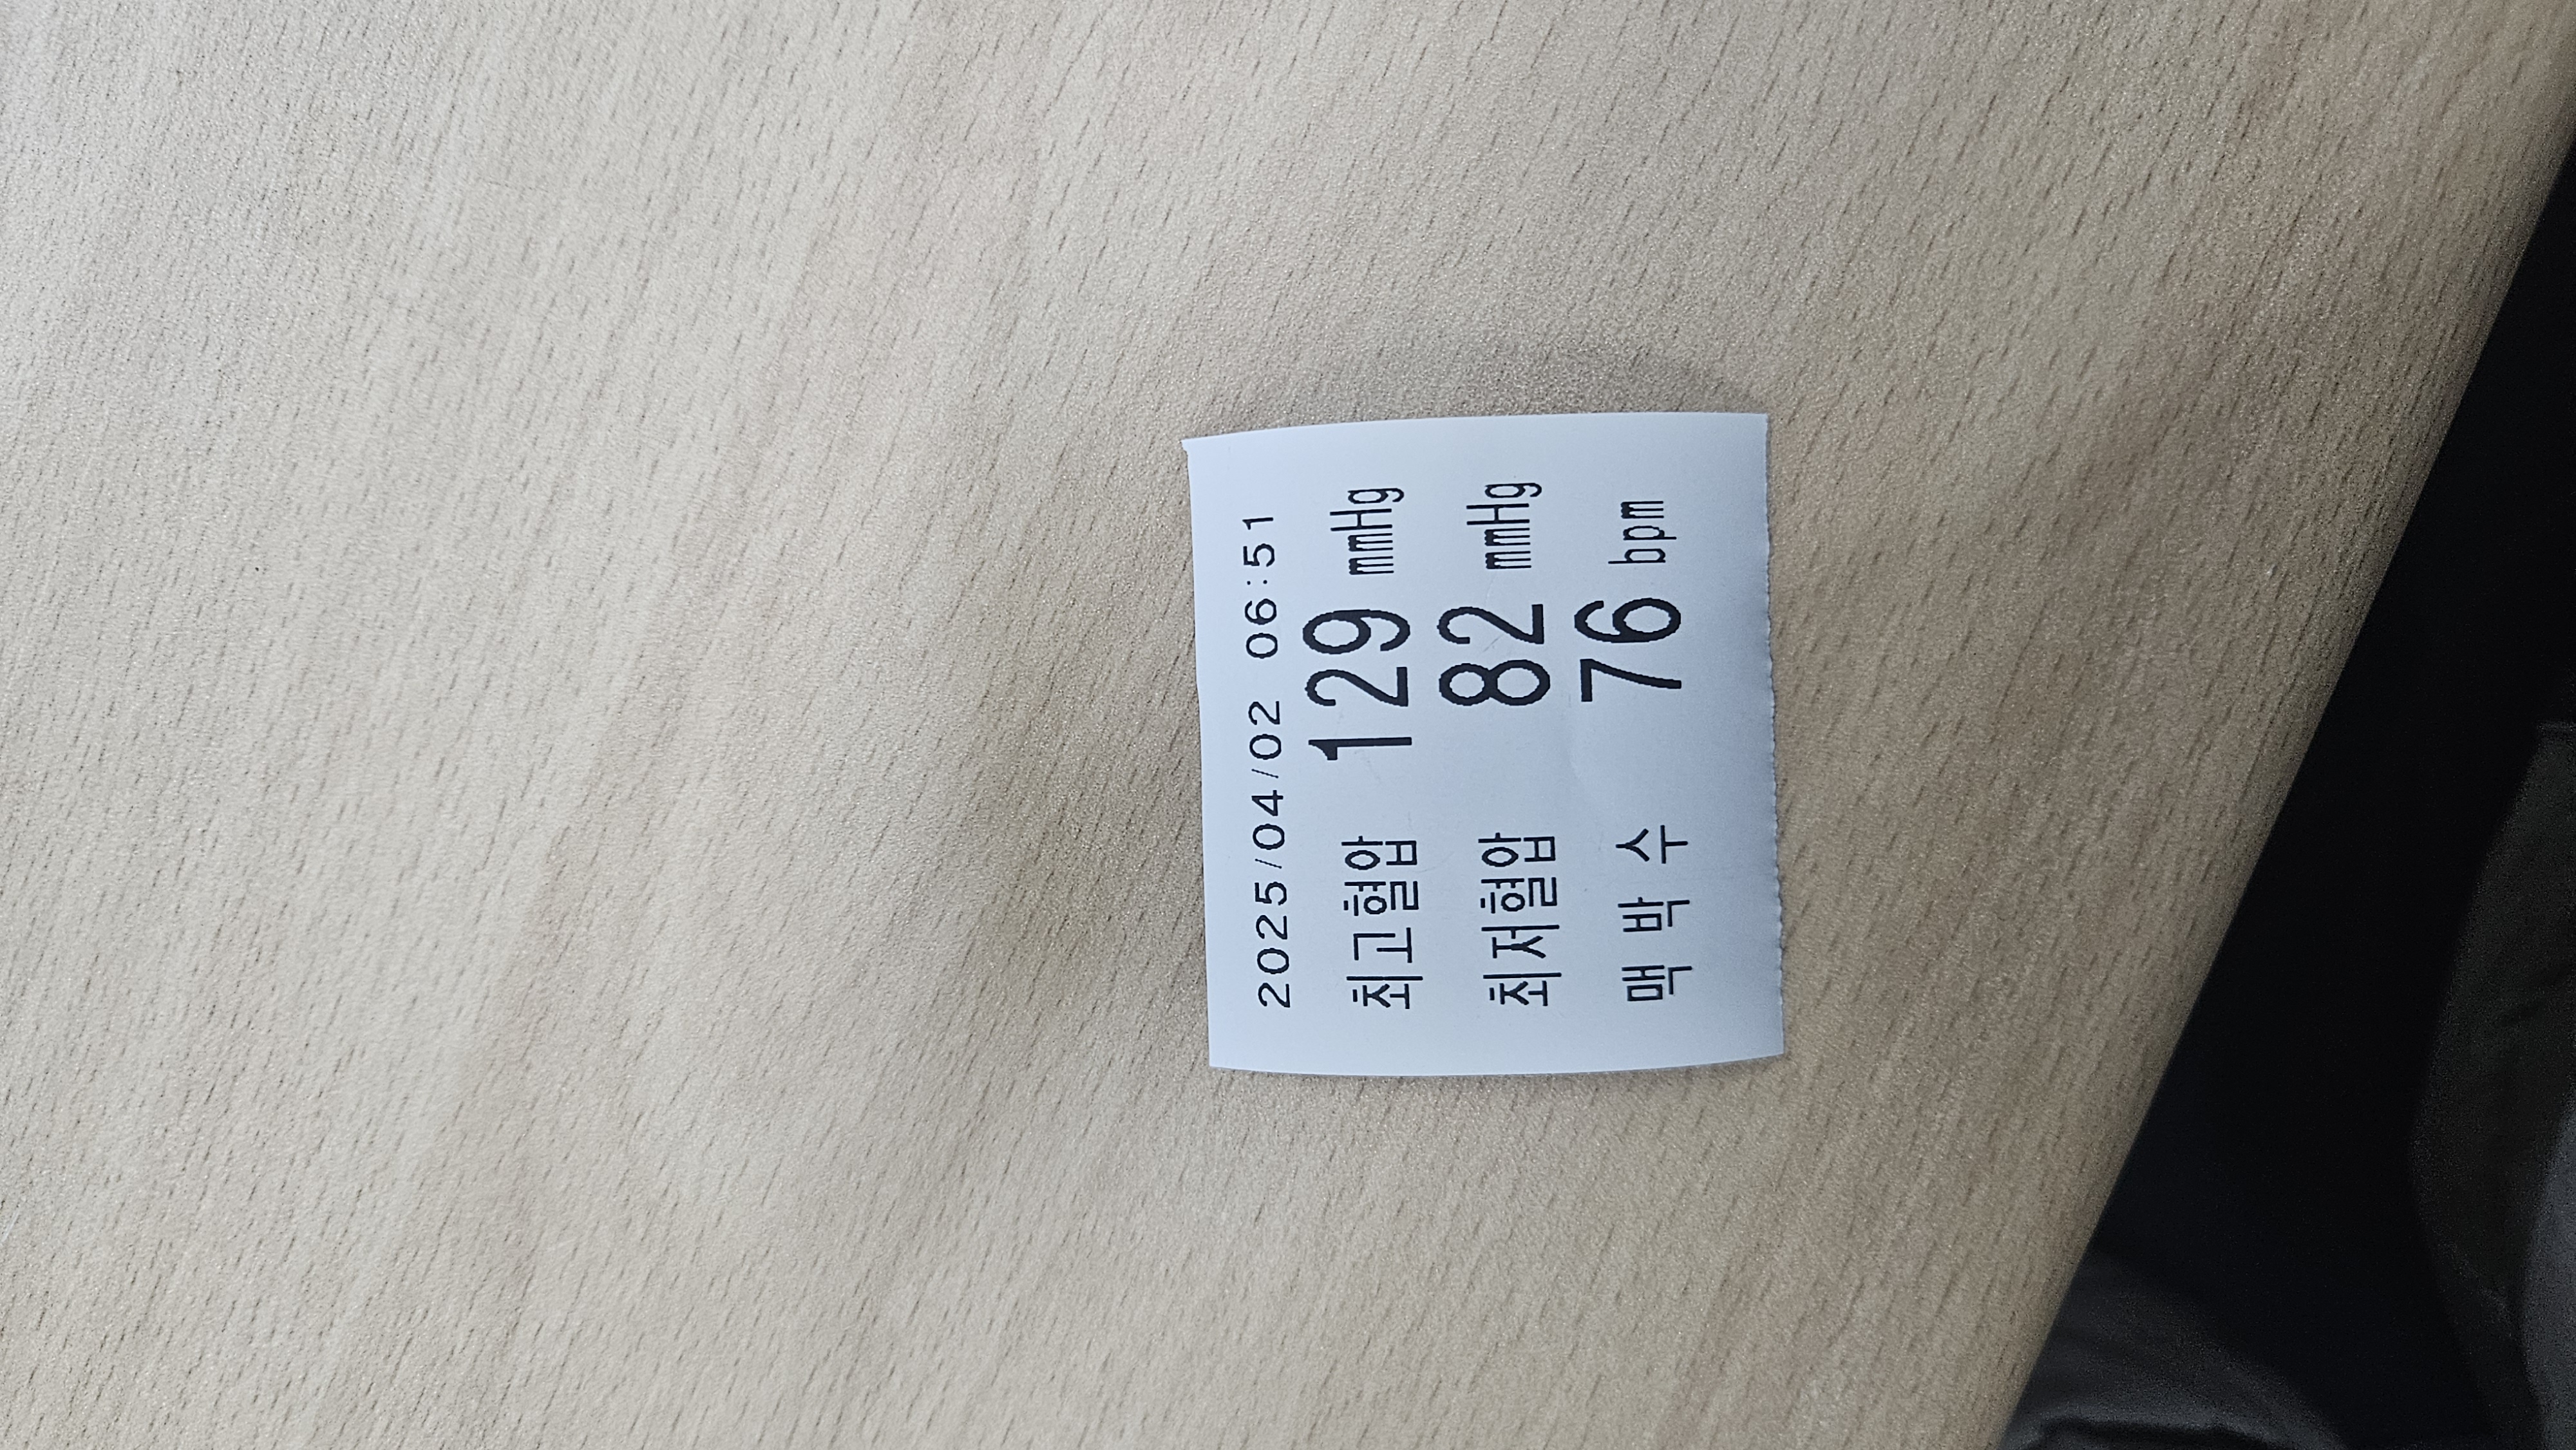 2025/04/02 06:51
최고혈압 129 mmHg
최저혈압 82 mmHg
맥 박 수 76 bpm